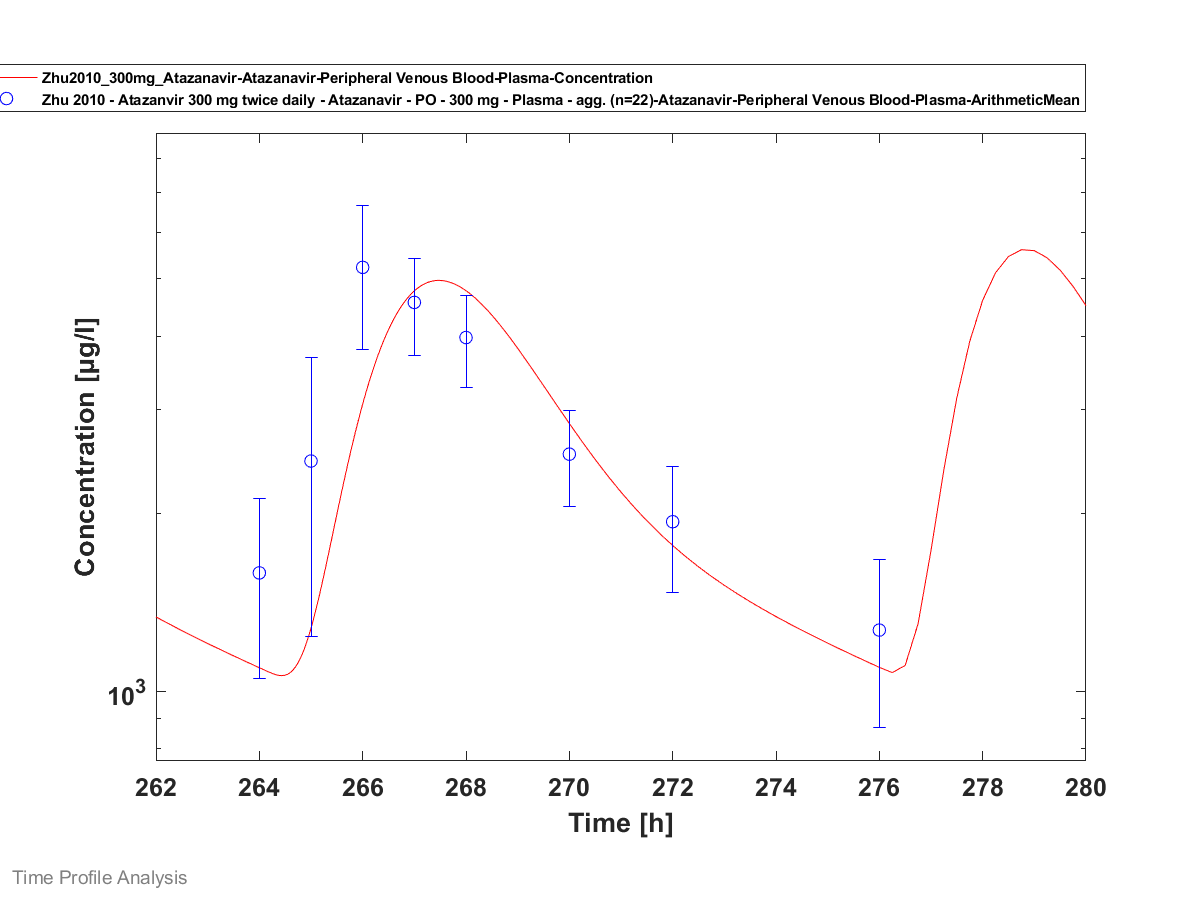 Zhu2010_300mg_Atazanavir-Atazanavir-Peripheral Venous Blood-Plasma-Concentration
Zhu 2010 - Atazanvir 300 mg twice daily - Atazanavir - PO - 300 mg - Plasma - agg. (n=22)-Atazanavir-Peripheral Venous Blood-Plasma-ArithmeticMean
Concentration [µg/l]
10³
262 264 266 268 270 272 274 276 278 280
Time [h]
Time Profile Analysis